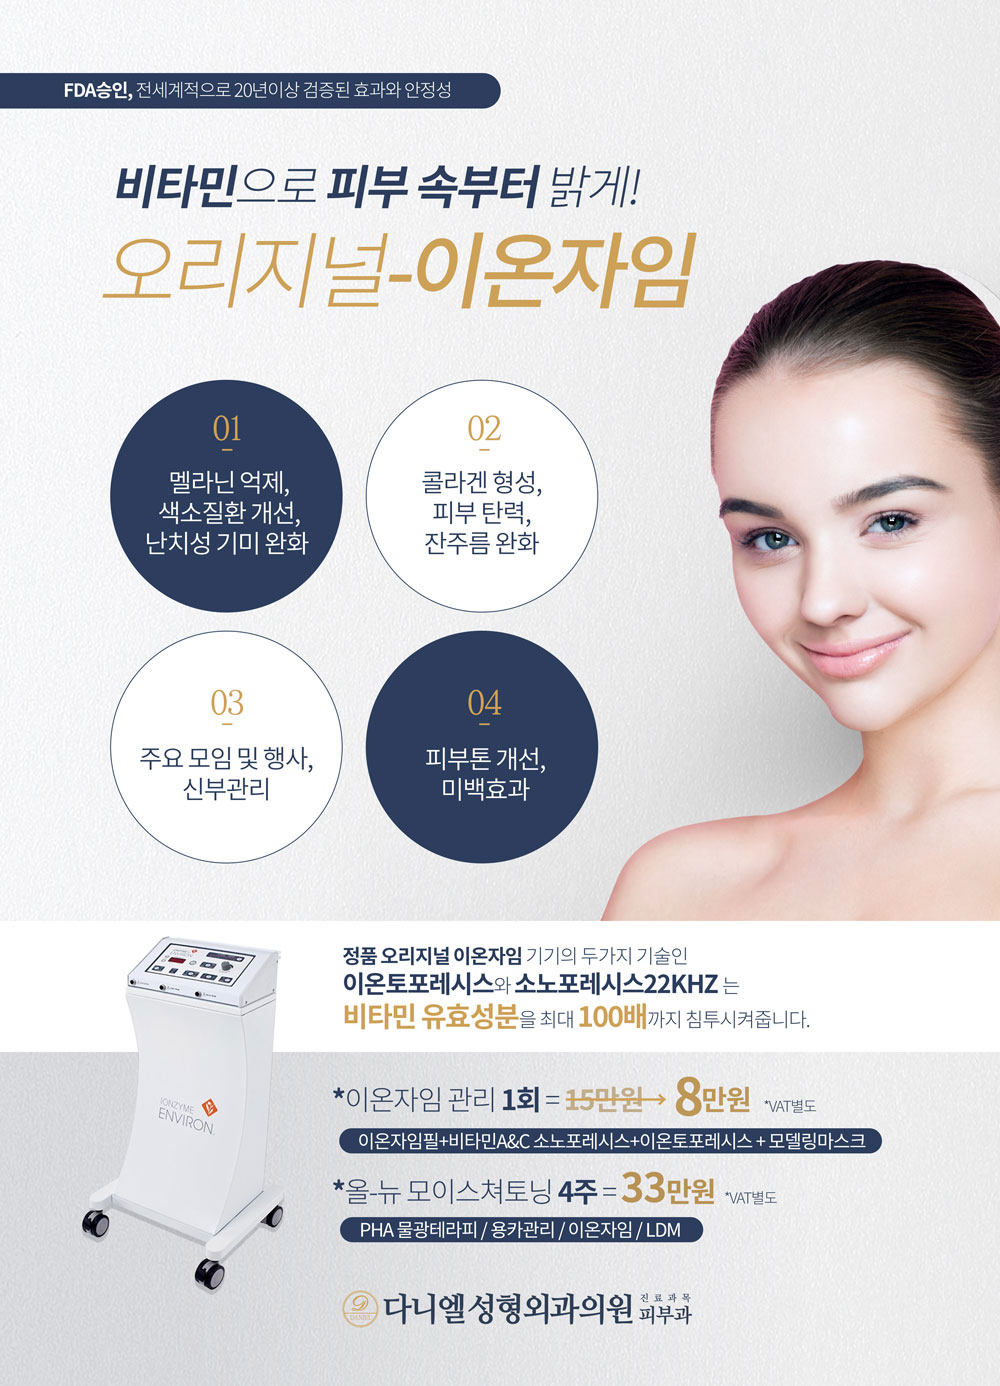 FDA승인, 전세계적으로 20년이상 검증된 효과와 안정성
비타민으로 피부 속부터 밝게!
오리지널-이온자임
01
멜라닌 억제,
색소질환 개선,
난치성 기미 완화
02
콜라겐 형성,
피부 탄력,
잔주름 완화
03
주요 모임 및 행사,
신부관리
04
피부톤 개선,
미백효과
정품 오리지널 이온자임 기기의 두가지 기술인
이온토포레시스와 소노포레시스22KHZ 는
비타민 유효성분을 최대 100배까지 침투시켜줍니다.
IONZYME
ENVIRON
*이온자임 관리 1회 = 15만원→ 8만원 *VAT별도
이온자임필+비타민A&C 소노포레시스+이온토포레시스 + 모델링마스크
*올-뉴 모이스쳐토닝 4주 = 33만원 *VAT별도
PHA 물광테라피 / 용카관리 / 이온자임 / LDM
다니엘성형외과의원 진료과목 피부과